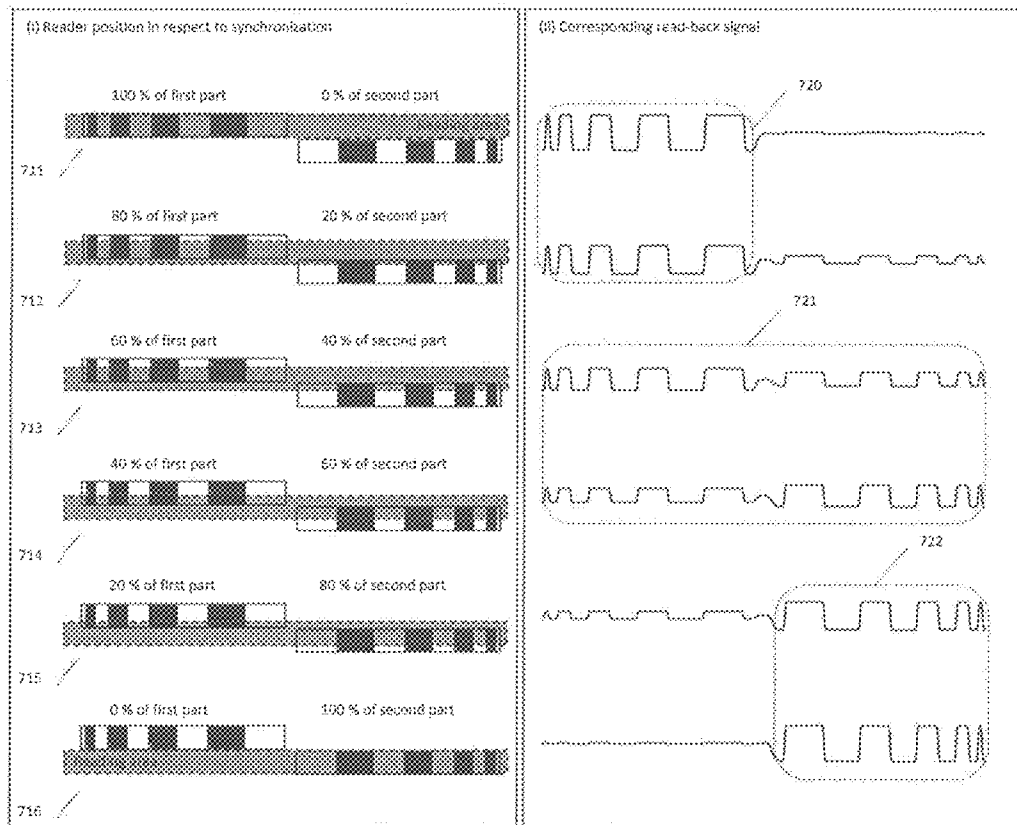 (i) Reader position in respect to synchronization
(ii) Corresponding read-back signal
100 % of first part
0 % of second part
720
711
80 % of first part
20 % of second part
712
721
60 % of first part
40 % of second part
713
40 % of first part
60 % of second part
714
722
20 % of first part
80 % of second part
715
0 % of first part
100 % of second part
716